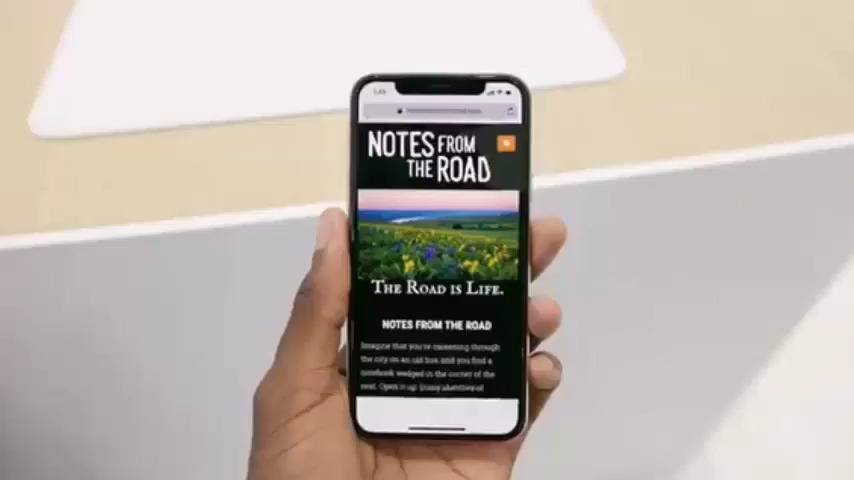 NOTES FROM
THE ROAD
THE ROAD IS LIFE.
NOTES FROM THE ROAD
Imagine that you're careening through
the city on an old bus and you find a
notebook wedged in the corner of the
seat. Open it up.